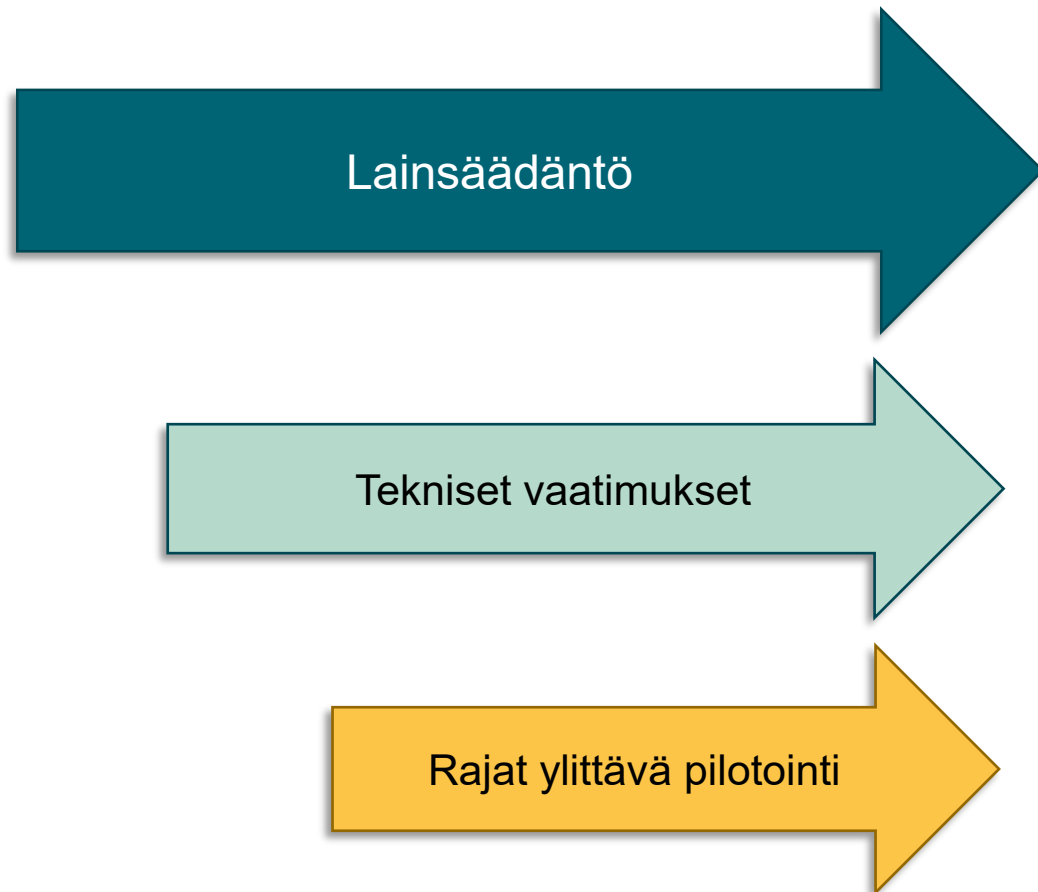 Lainsäädäntö
Tekniset vaatimukset
Rajat ylittävä pilotointi